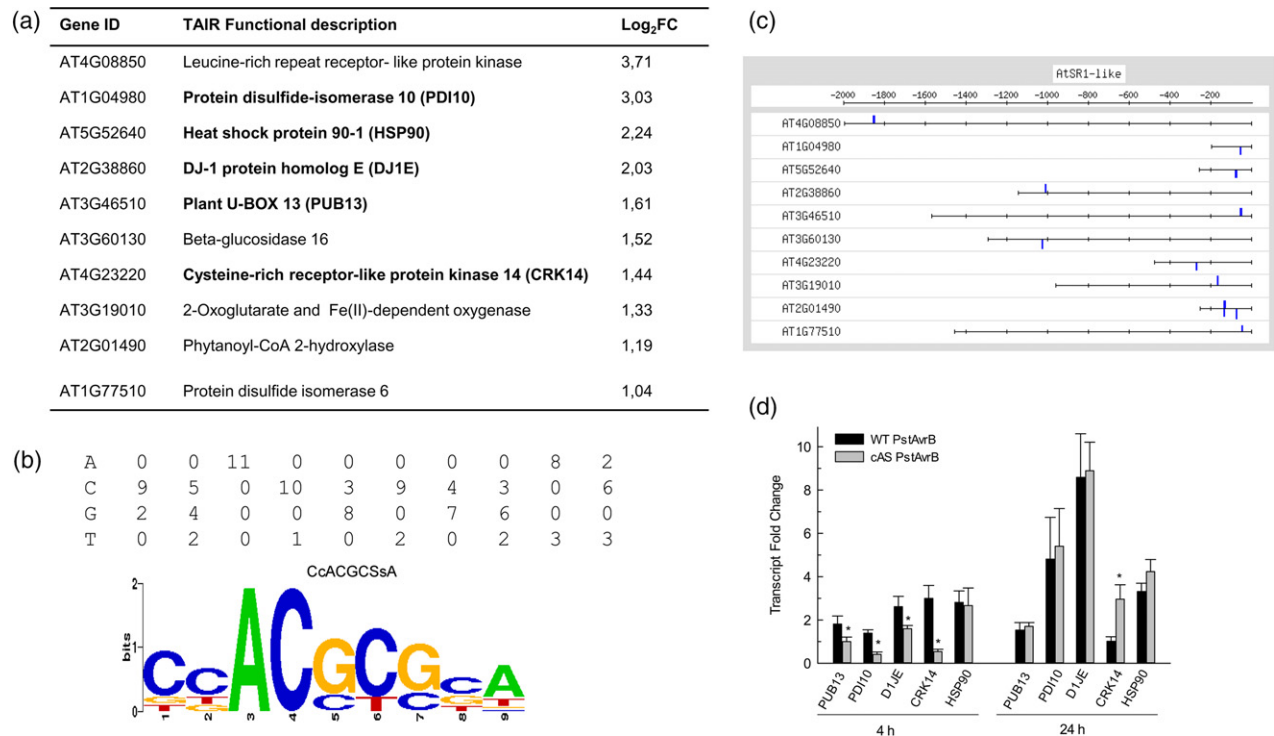 (a)
Gene ID TAIR Functional description Log2FC
AT4G08850 Leucine-rich repeat receptor- like protein kinase 3,71
AT1G04980 Protein disulfide-isomerase 10 (PDI10) 3,03
AT5G52640 Heat shock protein 90-1 (HSP90) 2,24
AT2G38860 DJ-1 protein homolog E (DJ1E) 2,03
AT3G46510 Plant U-BOX 13 (PUB13) 1,61
AT3G60130 Beta-glucosidase 16 1,52
AT4G23220 Cysteine-rich receptor-like protein kinase 14 (CRK14) 1,44
AT3G19010 2-Oxoglutarate and Fe(II)-dependent oxygenase 1,33
AT2G01490 Phytanoyl-CoA 2-hydroxylase 1,19
AT1G77510 Protein disulfide isomerase 6 1,04
(b)
A 0 0 11 0 0 0 0 0 8 2
C 9 5 0 10 3 9 4 3 0 6
G 2 4 0 0 8 0 7 6 0 0
T 0 2 0 1 0 2 0 2 3 3
CcACGCSsA
2
1
0
bits
C C A C G C G C A
1 2 3 4 5 6 7 8 9
(c)
AtSR1-like
-2000 -1800 -1600 -1400 -1200 -1000 -800 -600 -400 -200
AT4G08850
AT1G04980
AT5G52640
AT2G38860
AT3G46510
AT3G60130
AT4G23220
AT3G19010
AT2G01490
AT1G77510
(d)
WT PstAvrB
cAS PstAvrB
Transcript Fold Change
10
8
6
4
2
0
* * * * *
PUB13 PDI10 D1JE CRK14 HSP90 PUB13 PDI10 D1JE CRK14 HSP90
4 h 24 h